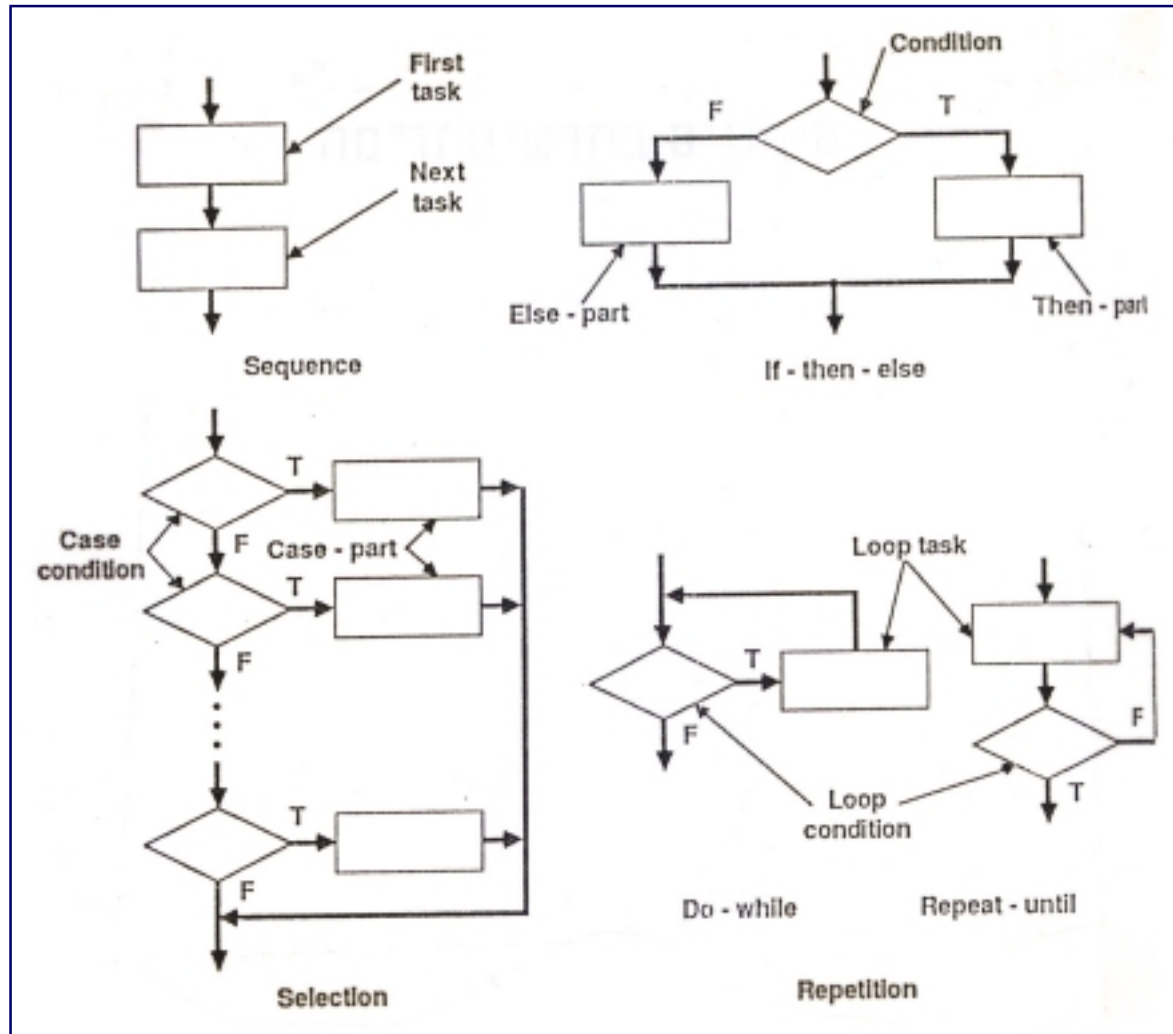 First
task
Next
task
Sequence
Condition
F
T
Else - part
Then - part
If - then - else
T
F
Case
condition
Case - part
T
F
T
F
Selection
Loop task
T
F
F
T
Loop
condition
Do - while
Repeat - until
Repetition